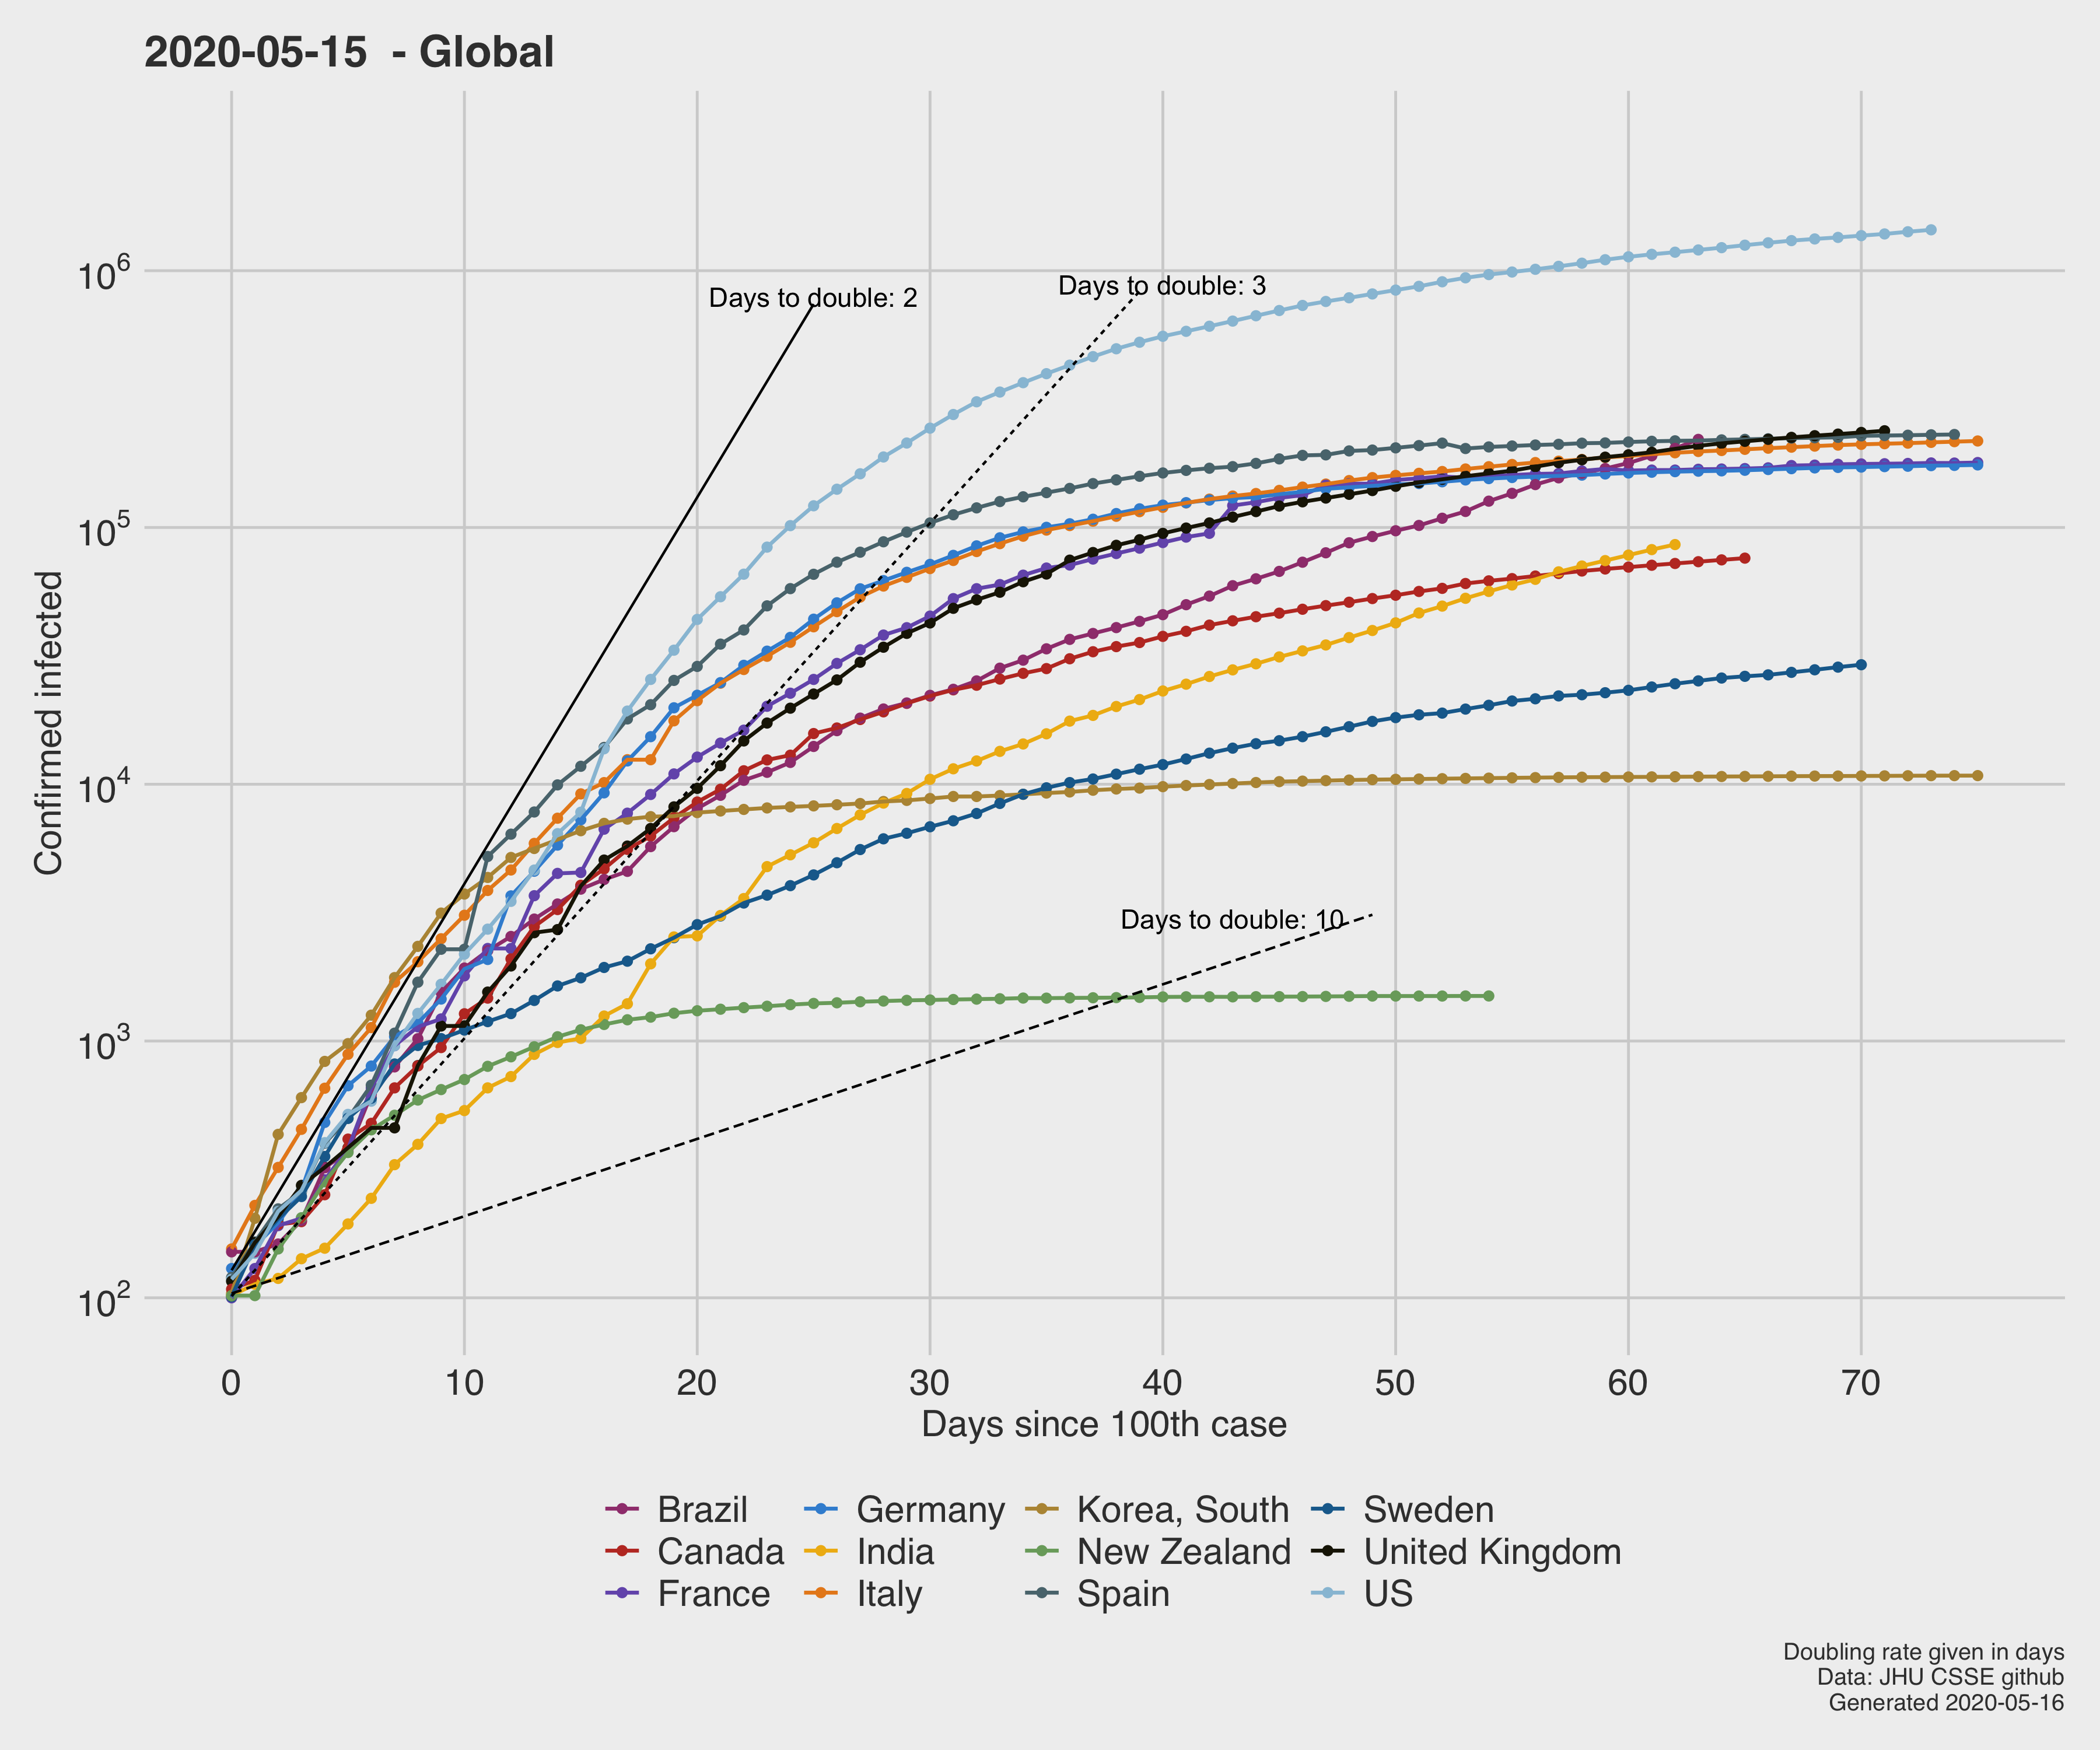 2020-05-15 - Global
Confirmed infected
10^6
10^5
10^4
10^3
10^2
Days to double: 2
Days to double: 3
Days to double: 10
0 10 20 30 40 50 60 70
Days since 100th case
Brazil Germany Korea, South Sweden
Canada India New Zealand United Kingdom
France Italy Spain US
Doubling rate given in days
Data: JHU CSSE github
Generated 2020-05-16